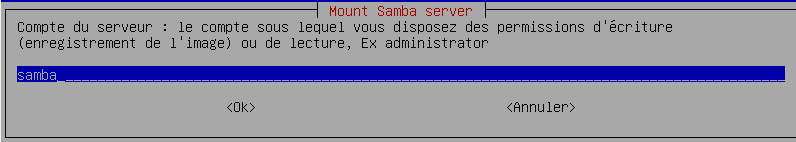 Mount Samba server
Compte du serveur : le compte sous lequel vous disposez des permissions d'écriture
(enregistrement de l'image) ou de lecture, Ex administrator
samba
<Ok> <Annuler>